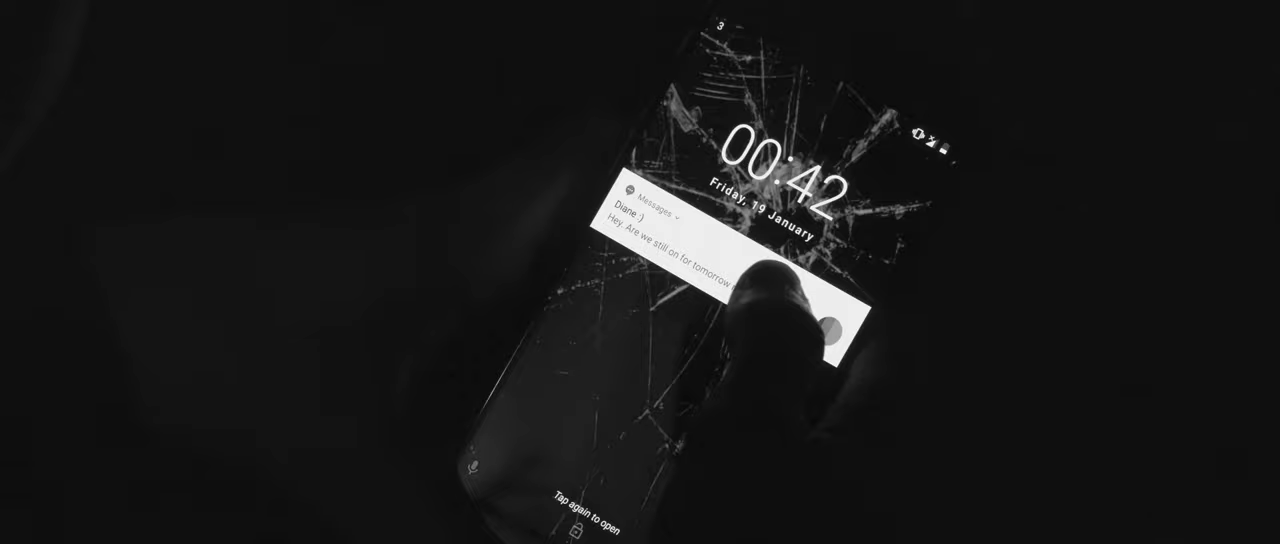 3
00:42
Friday, 19 January
Messages
Diane :)
Hey. Are we still on for tomorrow
Tap again to open